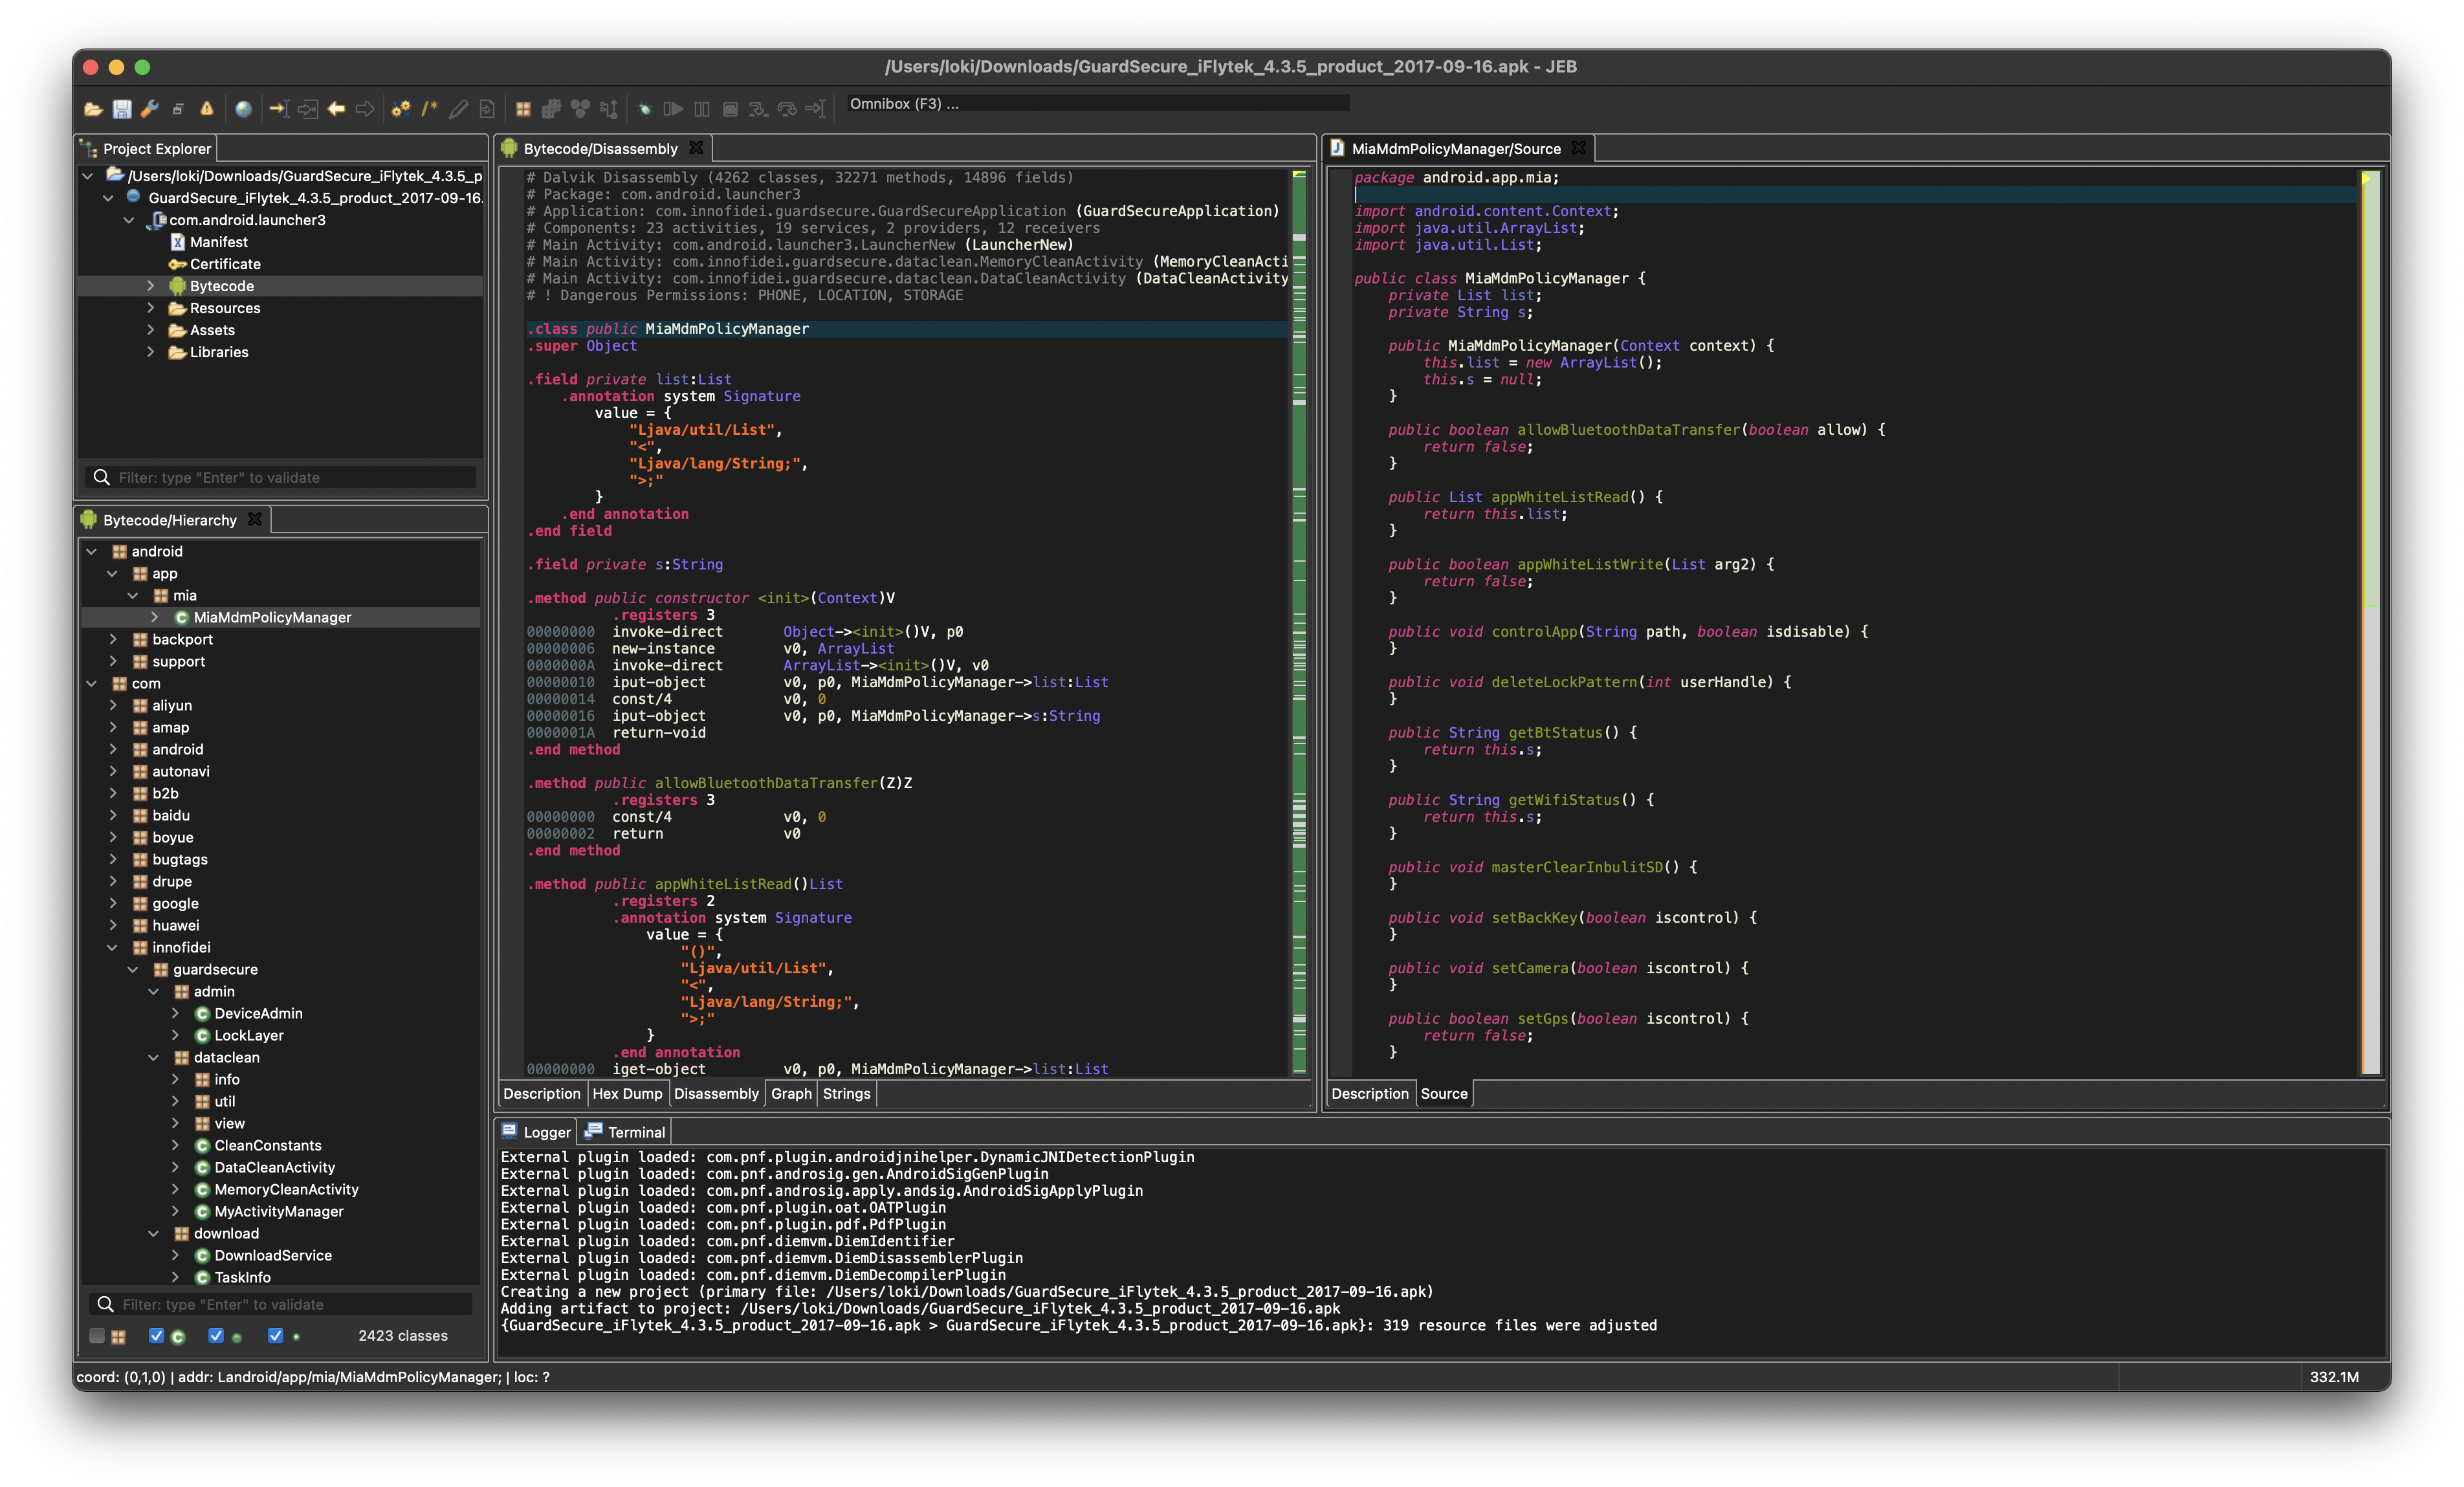 /Users/loki/Downloads/GuardSecure_iFlytek_4.3.5_product_2017-09-16.apk - JEB
Omnibox (F3) ...
Project Explorer
/Users/loki/Downloads/GuardSecure_iFlytek_4.3.5_p
GuardSecure_iFlytek_4.3.5_product_2017-09-16.
com.android.launcher3
Manifest
Certificate
Bytecode
Resources
Assets
Libraries
Filter: type "Enter" to validate
Bytecode/Hierarchy
android
app
mia
MiaMdmPolicyManager
backport
support
com
aliyun
amap
android
autonavi
b2b
baidu
boyue
bugtags
drupe
google
huawei
innofidei
guardsecure
admin
DeviceAdmin
LockLayer
dataclean
info
util
view
CleanConstants
DataCleanActivity
MemoryCleanActivity
MyActivityManager
download
DownloadService
TaskInfo
Filter: type "Enter" to validate
2423 classes
Bytecode/Disassembly
# Dalvik Disassembly (4262 classes, 32271 methods, 14896 fields)
# Package: com.android.launcher3
# Application: com.innofidei.guardsecure.GuardSecureApplication (GuardSecureApplication)
# Components: 23 activities, 19 services, 2 providers, 12 receivers
# Main Activity: com.android.launcher3.LauncherNew (LauncherNew)
# Main Activity: com.innofidei.guardsecure.dataclean.MemoryCleanActivity (MemoryCleanActi
# Main Activity: com.innofidei.guardsecure.dataclean.DataCleanActivity (DataCleanActivity
# ! Dangerous Permissions: PHONE, LOCATION, STORAGE
.class public MiaMdmPolicyManager
.super Object
.field private list:List
.annotation system Signature
value = {
"Ljava/util/List",
"<",
"Ljava/lang/String;",
">;"
}
.end annotation
.end field
.field private s:String
.method public constructor <init>(Context)V
.registers 3
00000000 invoke-direct Object-><init>()V, p0
00000006 new-instance v0, ArrayList
0000000A invoke-direct ArrayList-><init>()V, v0
00000010 iput-object v0, p0, MiaMdmPolicyManager->list:List
00000014 const/4 v0, 0
00000016 iput-object v0, p0, MiaMdmPolicyManager->s:String
0000001A return-void
.end method
.method public allowBluetoothDataTransfer(Z)Z
.registers 3
00000000 const/4 v0, 0
00000002 return v0
.end method
.method public appWhiteListRead()List
.registers 2
.annotation system Signature
value = {
"()",
"Ljava/util/List",
"<",
"Ljava/lang/String;",
">;"
}
.end annotation
00000000 iget-object v0, p0, MiaMdmPolicyManager->list:List
Description Hex Dump Disassembly Graph Strings
MiaMdmPolicyManager/Source
package android.app.mia;
import android.content.Context;
import java.util.ArrayList;
import java.util.List;
public class MiaMdmPolicyManager {
private List list;
private String s;
public MiaMdmPolicyManager(Context context) {
this.list = new ArrayList();
this.s = null;
}
public boolean allowBluetoothDataTransfer(boolean allow) {
return false;
}
public List appWhiteListRead() {
return this.list;
}
public boolean appWhiteListWrite(List arg2) {
return false;
}
public void controlApp(String path, boolean isdisable) {
}
public void deleteLockPattern(int userHandle) {
}
public String getBtStatus() {
return this.s;
}
public String getWifiStatus() {
return this.s;
}
public void masterClearInbulitSD() {
}
public void setBackKey(boolean iscontrol) {
}
public void setCamera(boolean iscontrol) {
}
public boolean setGps(boolean iscontrol) {
return false;
}
Description Source
Logger Terminal
External plugin loaded: com.pnf.plugin.androidjnihelper.DynamicJNIDetectionPlugin
External plugin loaded: com.pnf.androsig.gen.AndroidSigGenPlugin
External plugin loaded: com.pnf.androsig.apply.andsig.AndroidSigApplyPlugin
External plugin loaded: com.pnf.plugin.oat.OATPlugin
External plugin loaded: com.pnf.plugin.pdf.PdfPlugin
External plugin loaded: com.pnf.diemvm.DiemIdentifier
External plugin loaded: com.pnf.diemvm.DiemDisassemblerPlugin
External plugin loaded: com.pnf.diemvm.DiemDecompilerPlugin
Creating a new project (primary file: /Users/loki/Downloads/GuardSecure_iFlytek_4.3.5_product_2017-09-16.apk)
Adding artifact to project: /Users/loki/Downloads/GuardSecure_iFlytek_4.3.5_product_2017-09-16.apk
{GuardSecure_iFlytek_4.3.5_product_2017-09-16.apk > GuardSecure_iFlytek_4.3.5_product_2017-09-16.apk}: 319 resource files were adjusted
coord: (0,1,0) | addr: Landroid/app/mia/MiaMdmPolicyManager; | loc: ?
332.1M